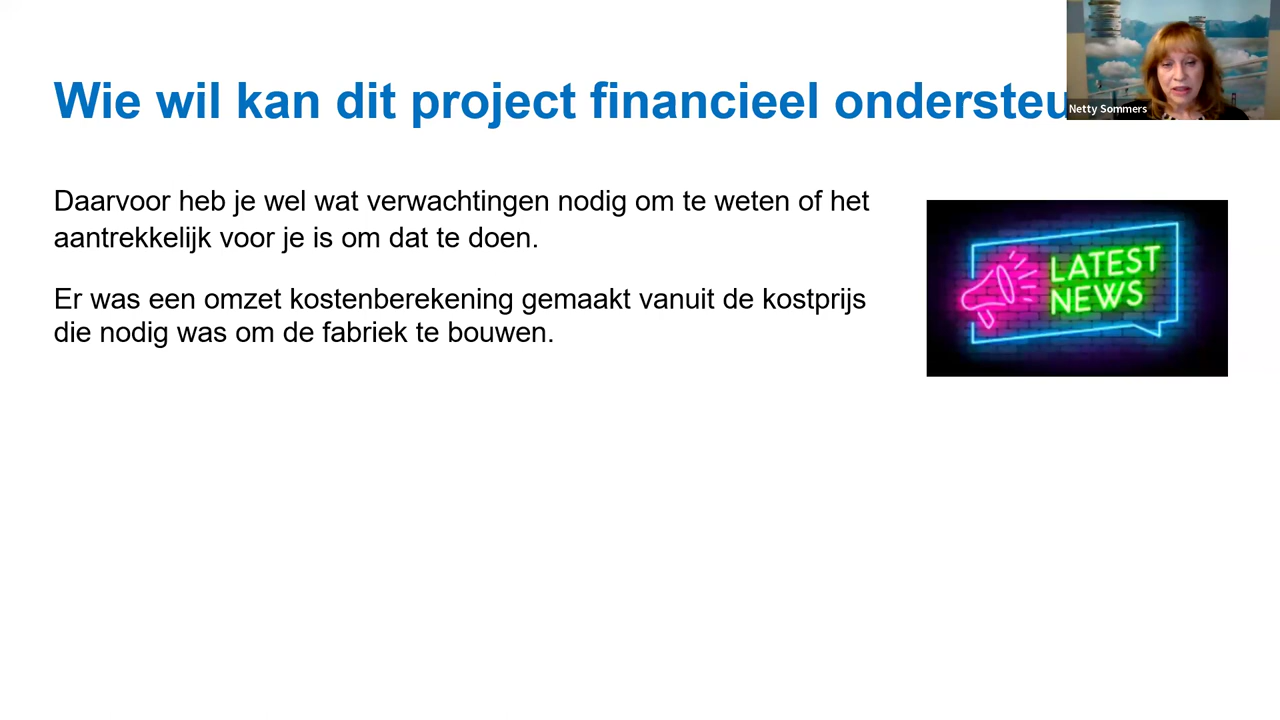 Wie wil kan dit project financieel ondersteu
Netty Sommers
Daarvoor heb je wel wat verwachtingen nodig om te weten of het
aantrekkelijk voor je is om dat te doen.
Er was een omzet kostenberekening gemaakt vanuit de kostprijs
die nodig was om de fabriek te bouwen.
LATEST
NEWS